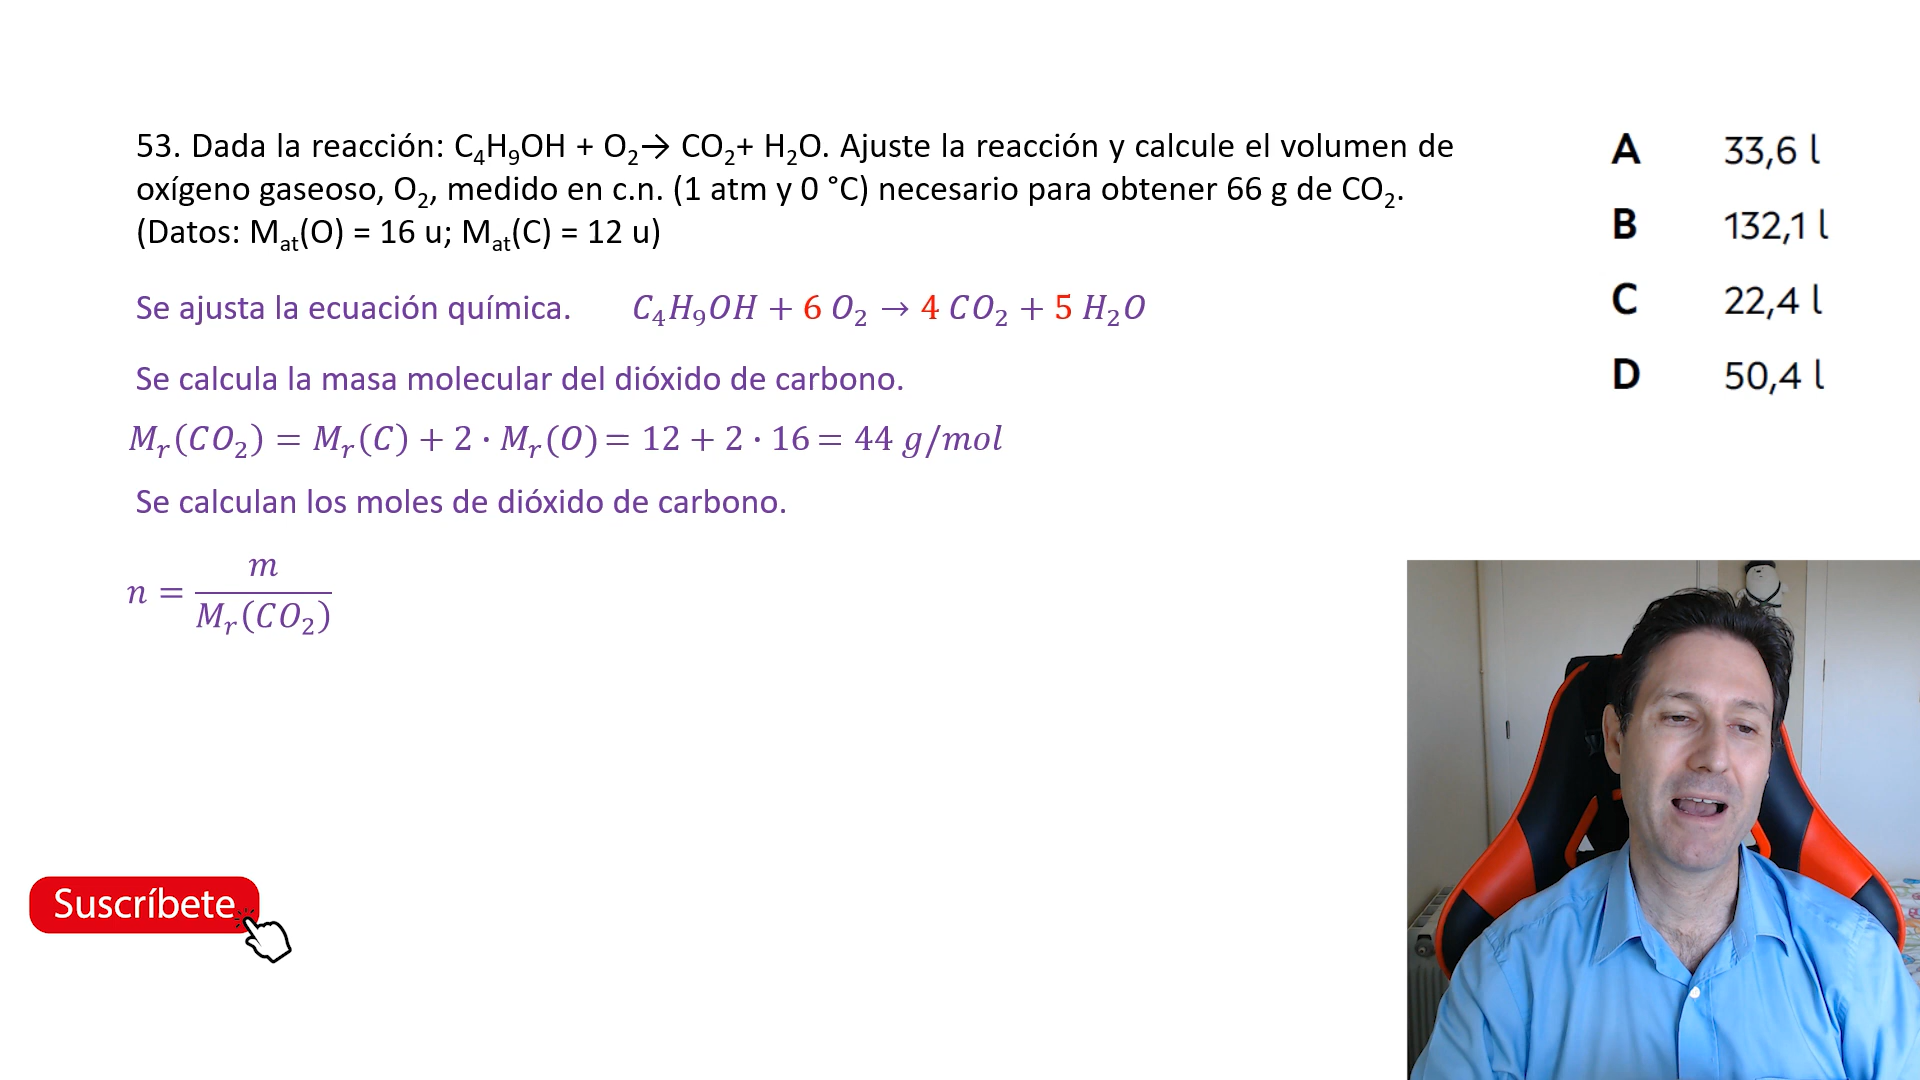 53. Dada la reacción: C₄H₉OH + O₂→ CO₂+ H₂O. Ajuste la reacción y calcule el volumen de
oxígeno gaseoso, O₂, medido en c.n. (1 atm y 0 °C) necesario para obtener 66 g de CO₂.
(Datos: Mₐₜ(O) = 16 u; Mₐₜ(C) = 12 u)
A 33,6 l
B 132,1 l
C 22,4 l
D 50,4 l
Se ajusta la ecuación química. C₄H₉OH + 6 O₂ → 4 CO₂ + 5 H₂O
Se calcula la masa molecular del dióxido de carbono.
Mᵣ(CO₂) = Mᵣ(C) + 2 · Mᵣ(O) = 12 + 2 · 16 = 44 g/mol
Se calculan los moles de dióxido de carbono.
n = m / Mᵣ(CO₂)
Suscríbete